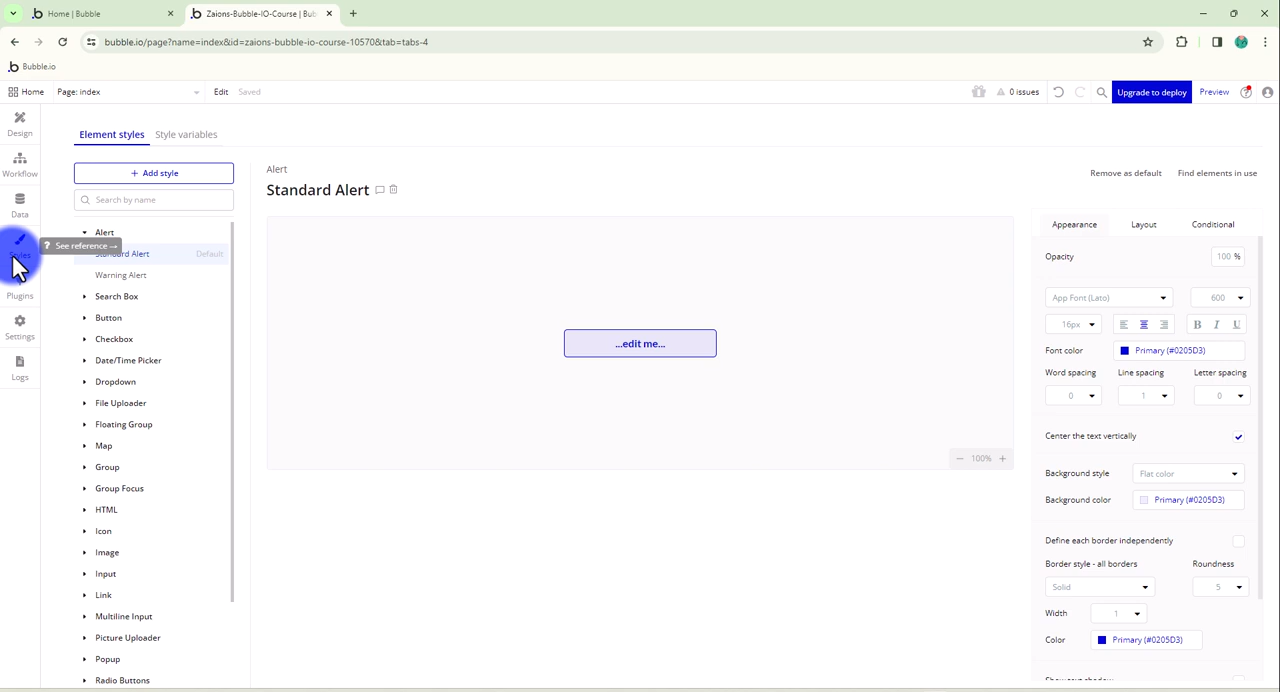 Home | Bubble
Zaions-Bubble-IO-Course | Bub
bubble.io/page?name=index&id=zaions-bubble-io-course-10570&tab=tabs-4
Bubble.io
Home
Page: index
Edit
Saved
0 issues
Upgrade to deploy
Preview
Design
Workflow
Data
Styles
Plugins
Settings
Logs
? See reference →
Element styles
Style variables
+ Add style
Search by name
Alert
Standard Alert
Default
Warning Alert
Search Box
Button
Checkbox
Date/Time Picker
Dropdown
File Uploader
Floating Group
Map
Group
Group Focus
HTML
Icon
Image
Input
Link
Multiline Input
Picture Uploader
Popup
Radio Buttons
Alert
Standard Alert
Remove as default
Find elements in use
...edit me...
100%
Appearance
Layout
Conditional
Opacity
100 %
App Font (Lato)
600
16px
B I U
Font color
Primary (#0205D3)
Word spacing
Line spacing
Letter spacing
0
1
0
Center the text vertically
Background style
Flat color
Background color
Primary (#0205D3)
Define each border independently
Border style - all borders
Roundness
Solid
5
Width
1
Color
Primary (#0205D3)
Show text shadow